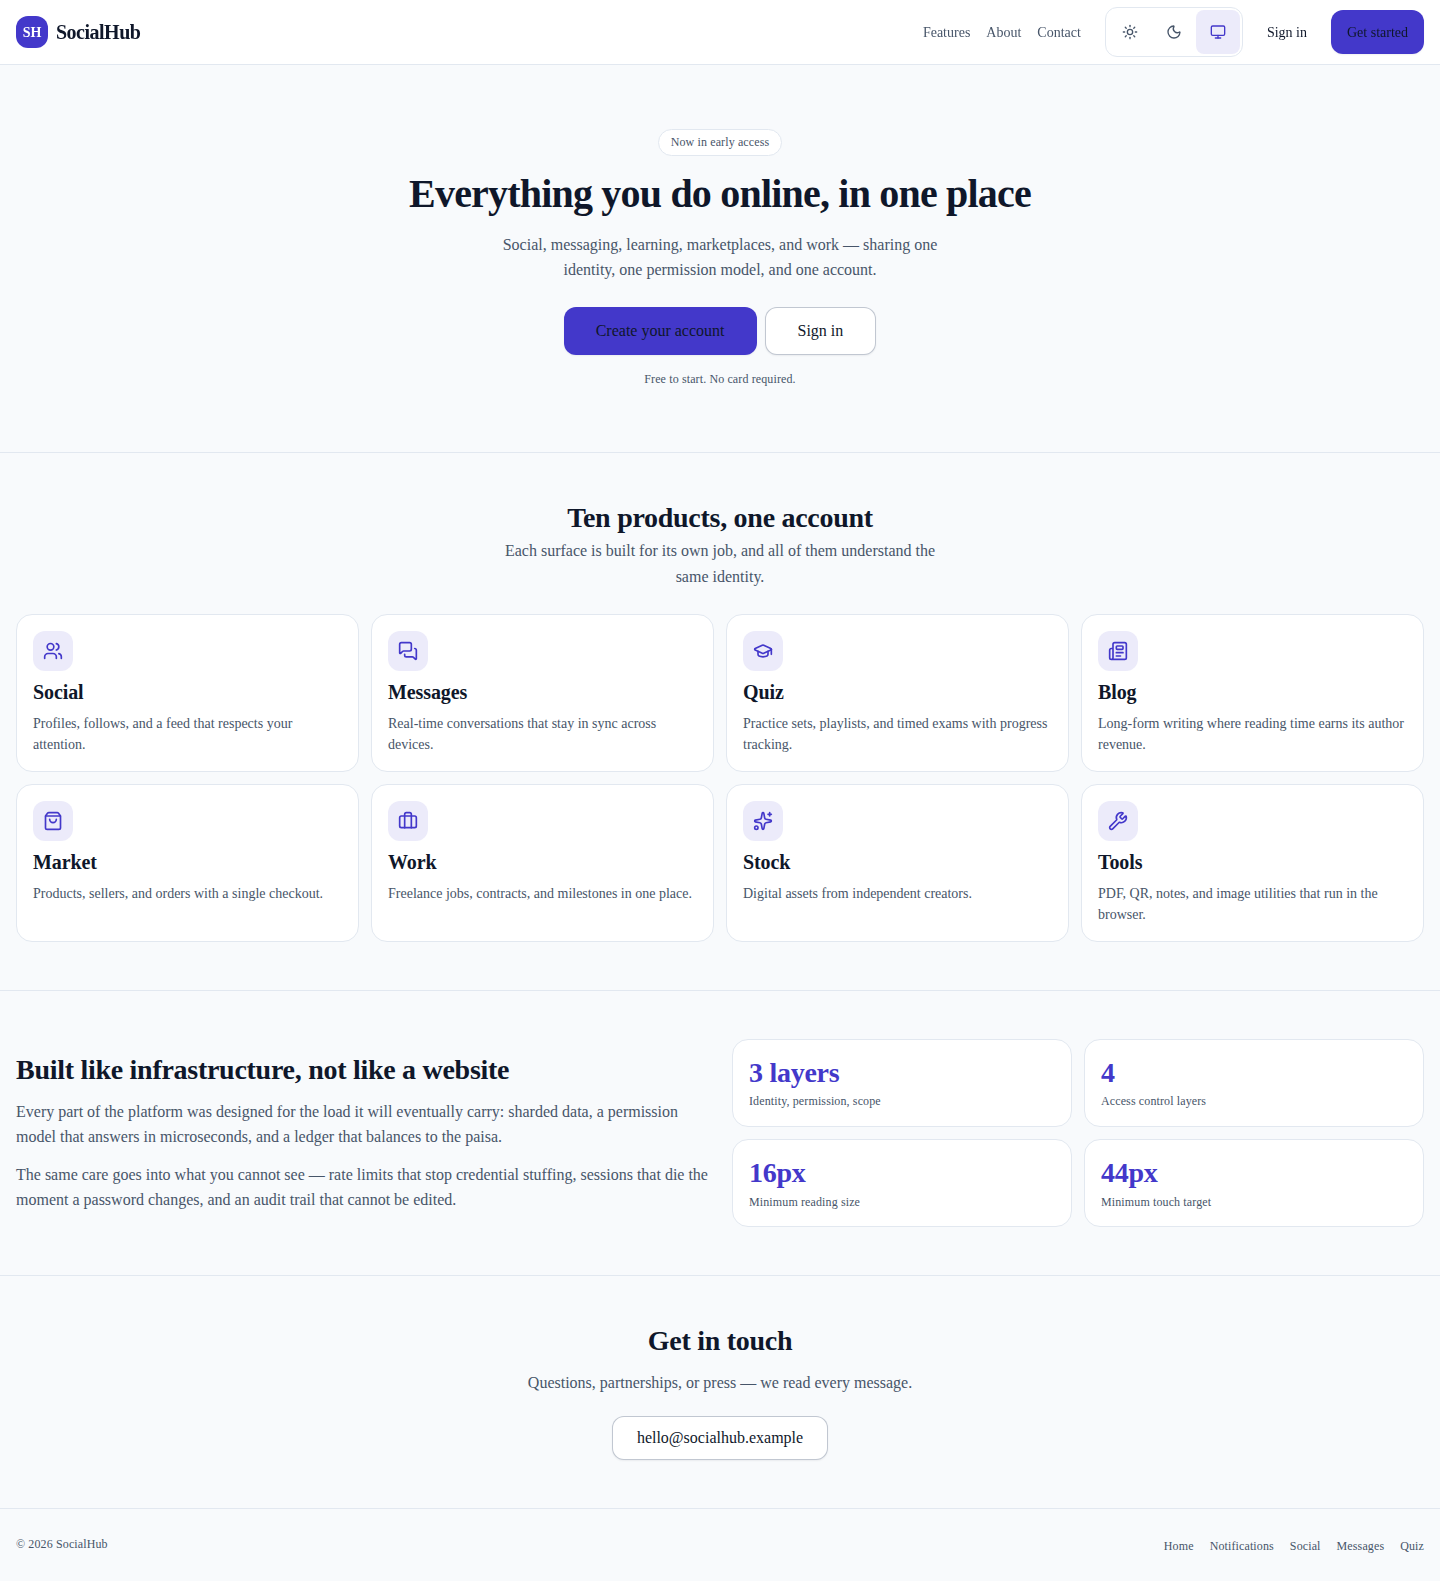 SH SocialHub
Features About Contact Sign in Get started
Now in early access
Everything you do online, in one place
Social, messaging, learning, marketplaces, and work — sharing one
identity, one permission model, and one account.
Create your account Sign in
Free to start. No card required.
Ten products, one account
Each surface is built for its own job, and all of them understand the
same identity.
Social
Profiles, follows, and a feed that respects your
attention.
Messages
Real-time conversations that stay in sync across
devices.
Quiz
Practice sets, playlists, and timed exams with progress
tracking.
Blog
Long-form writing where reading time earns its author
revenue.
Market
Products, sellers, and orders with a single checkout.
Work
Freelance jobs, contracts, and milestones in one place.
Stock
Digital assets from independent creators.
Tools
PDF, QR, notes, and image utilities that run in the
browser.
Built like infrastructure, not like a website
Every part of the platform was designed for the load it will eventually carry: sharded data, a permission
model that answers in microseconds, and a ledger that balances to the paisa.
The same care goes into what you cannot see — rate limits that stop credential stuffing, sessions that die the
moment a password changes, and an audit trail that cannot be edited.
3 layers
Identity, permission, scope
4
Access control layers
16px
Minimum reading size
44px
Minimum touch target
Get in touch
Questions, partnerships, or press — we read every message.
hello@socialhub.example
© 2026 SocialHub
Home Notifications Social Messages Quiz